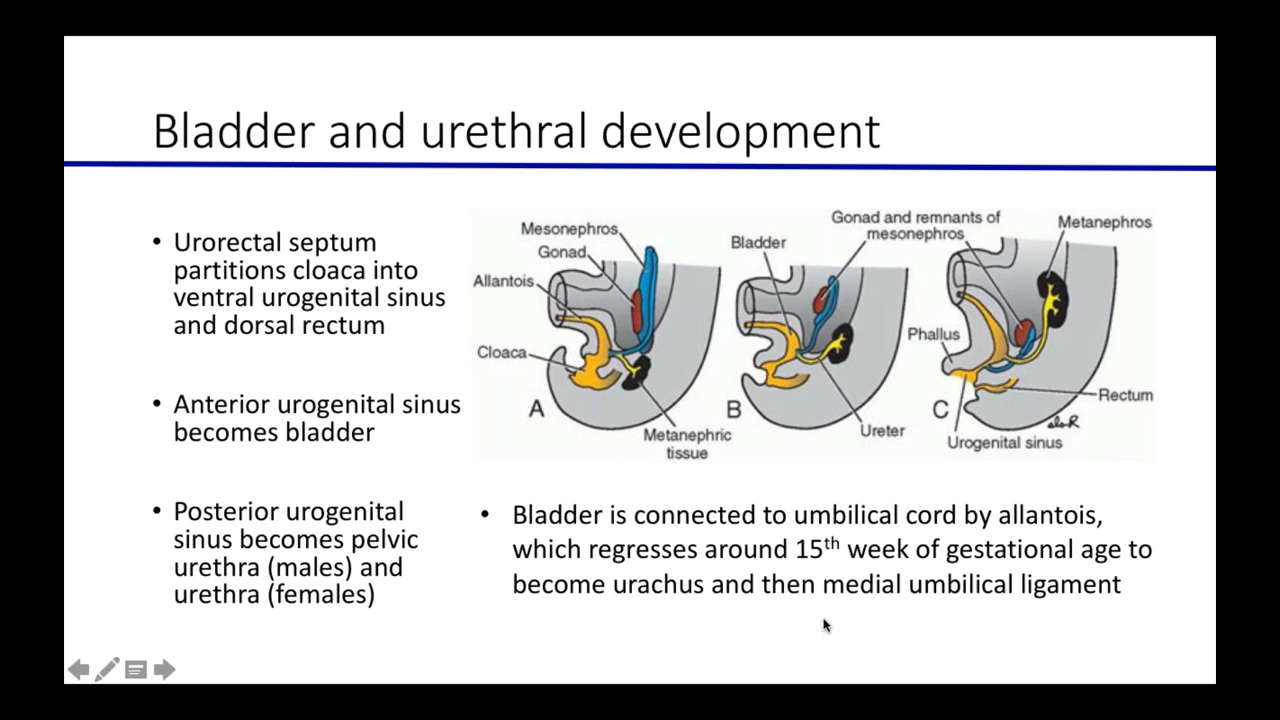 Bladder and urethral development
• Urorectal septum
partitions cloaca into
ventral urogenital sinus
and dorsal rectum
• Anterior urogenital sinus
becomes bladder
• Posterior urogenital
sinus becomes pelvic
urethra (males) and
urethra (females)
Mesonephros
Gonad
Allantois
Cloaca
A
Metanephric
tissue
Bladder
B
Ureter
Gonad and remnants of
mesonephros
Metanephros
Phallus
Rectum
C
Urogenital sinus
• Bladder is connected to umbilical cord by allantois,
which regresses around 15th week of gestational age to
become urachus and then medial umbilical ligament